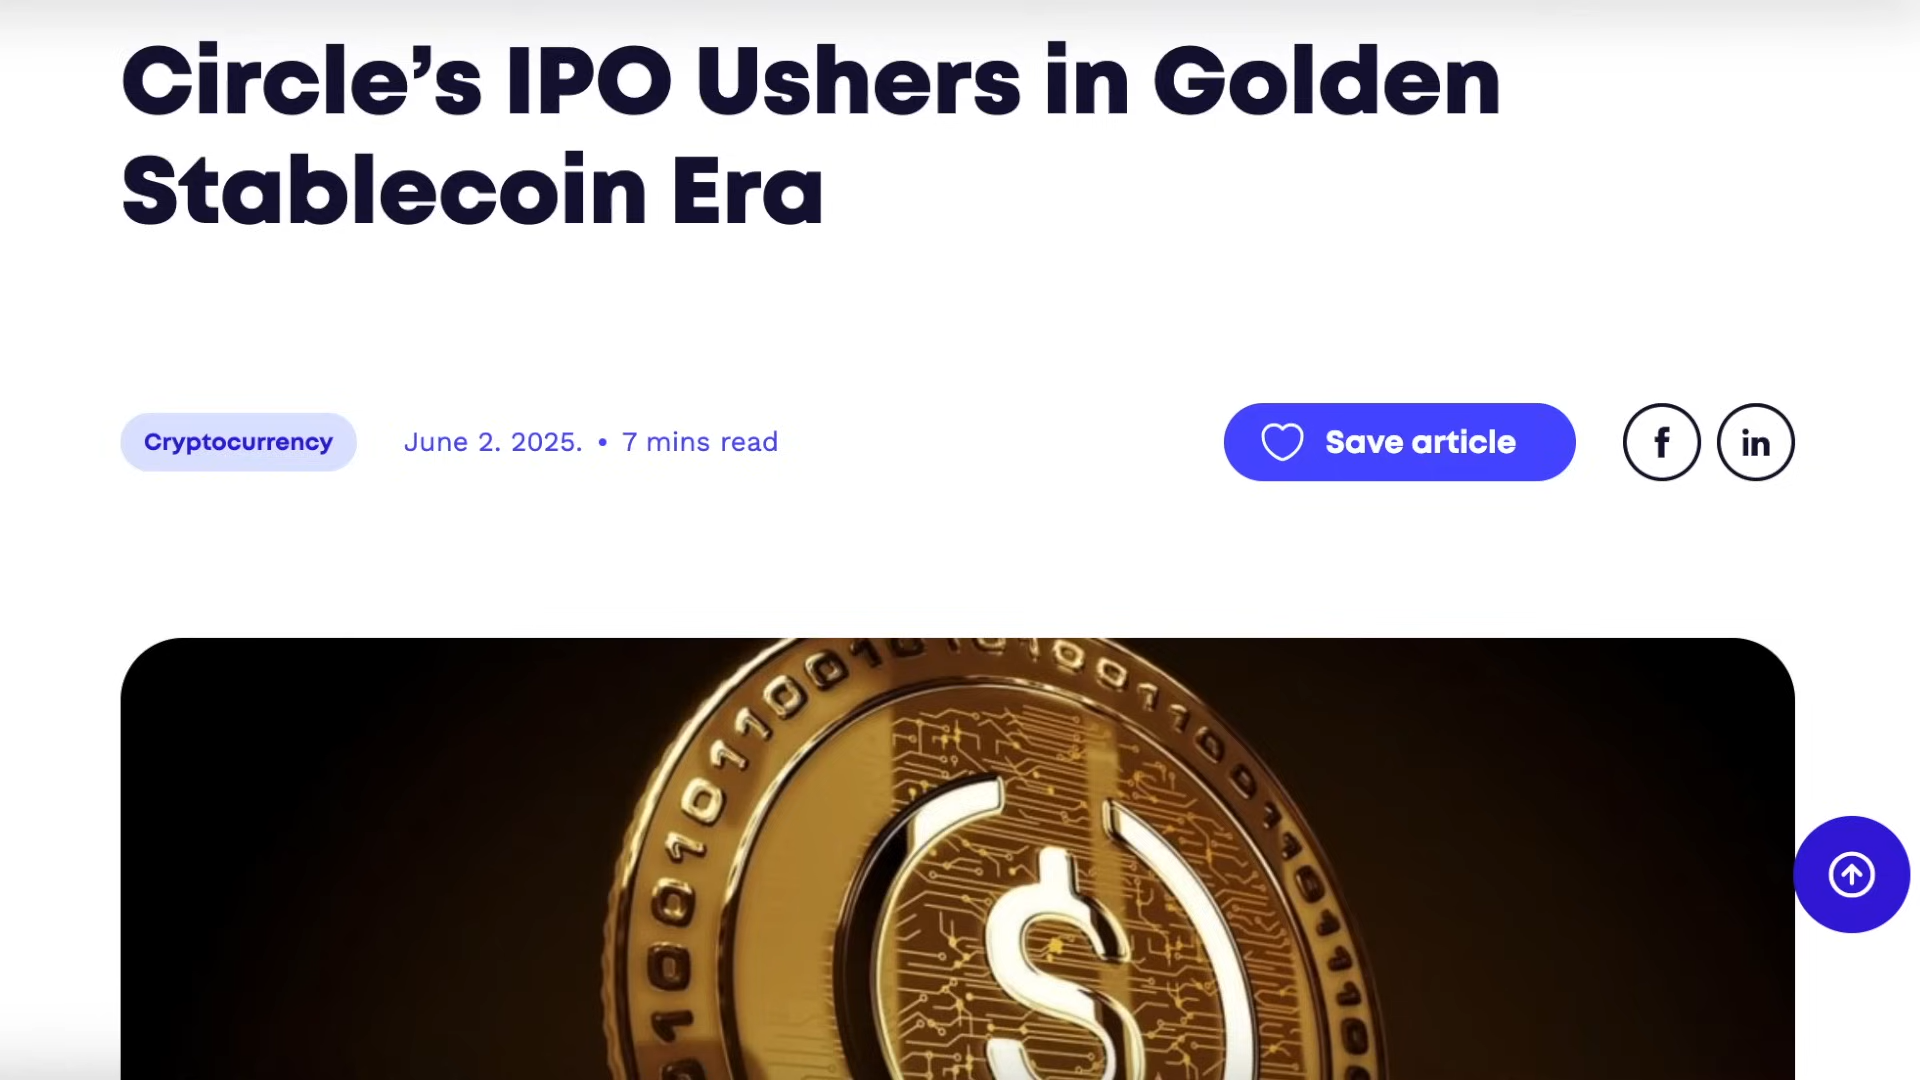 Circle’s IPO Ushers in Golden
Stablecoin Era
Cryptocurrency
June 2. 2025. • 7 mins read
Save article
f
in